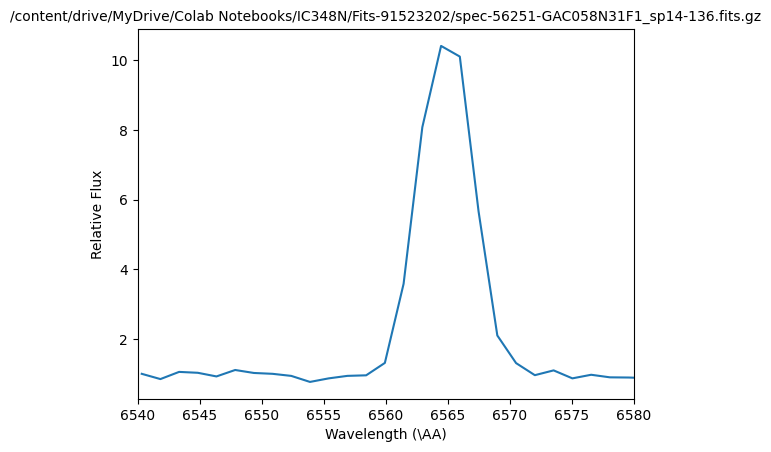 /content/drive/MyDrive/Colab Notebooks/IC348N/Fits-91523202/spec-56251-GAC058N31F1_sp14-136.fits.gz
10
8
6
4
2
Relative Flux
6540 6545 6550 6555 6560 6565 6570 6575 6580
Wavelength (\AA)